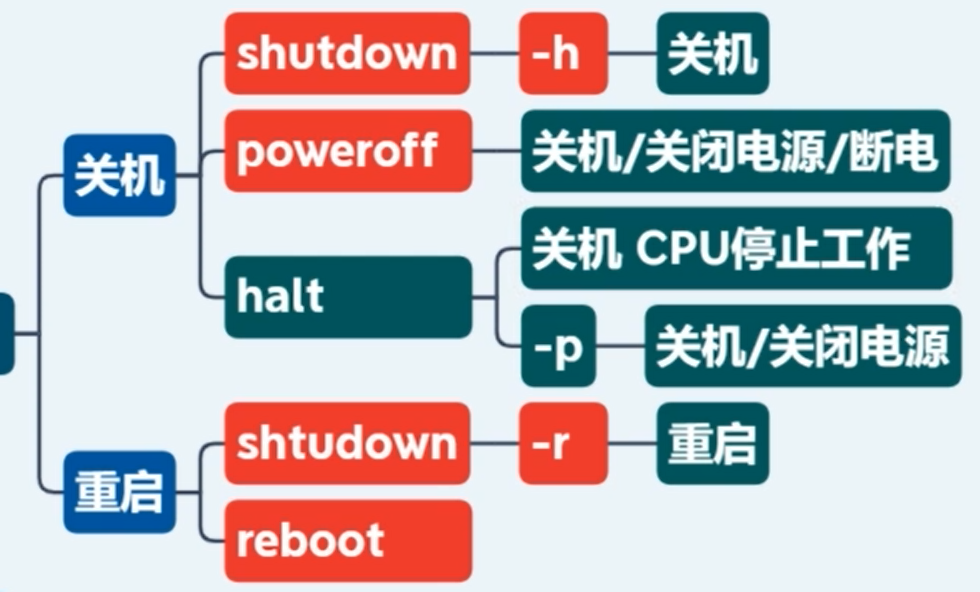 关机
shutdown
-h
关机
poweroff
关机/关闭电源/断电
halt
关机 CPU停止工作
-p
关机/关闭电源
重启
shtudown
-r
重启
reboot